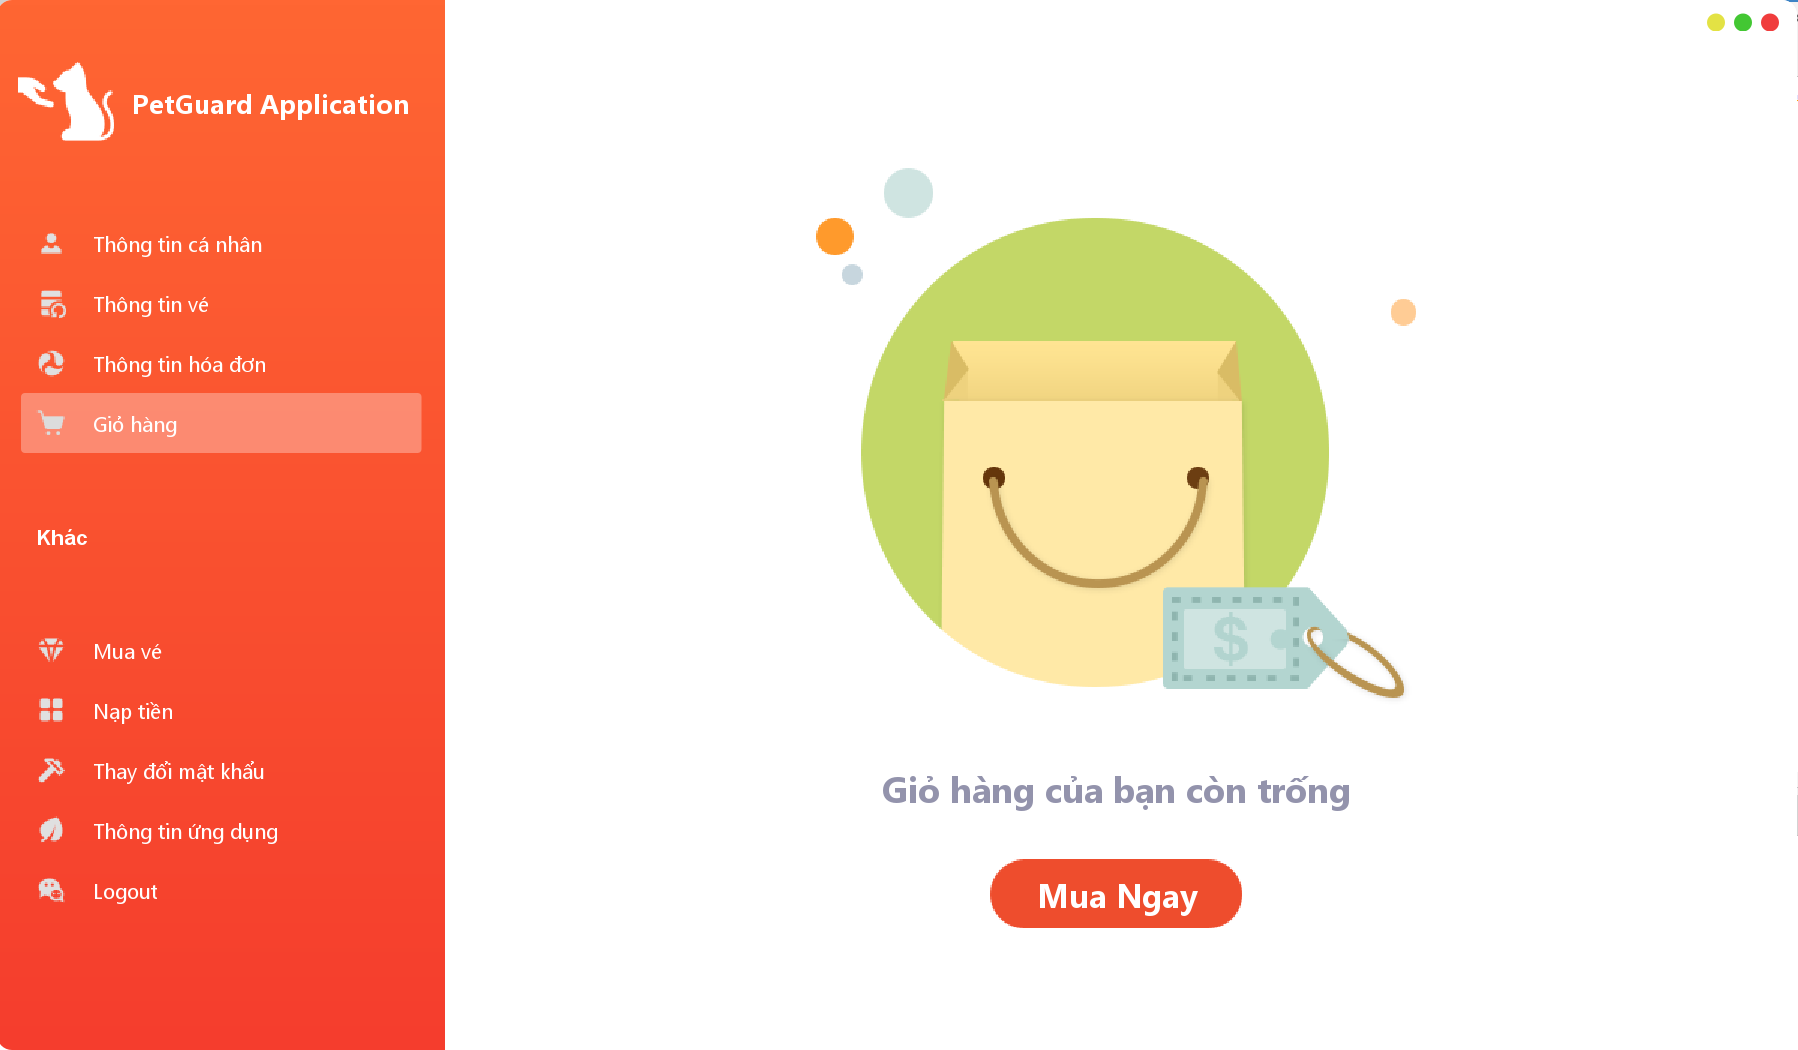 PetGuard Application
Thông tin cá nhân
Thông tin vé
Thông tin hóa đơn
Giỏ hàng
Khác
Mua vé
Nạp tiền
Thay đổi mật khẩu
Thông tin ứng dụng
Logout
$
Giỏ hàng của bạn còn trống
Mua Ngay